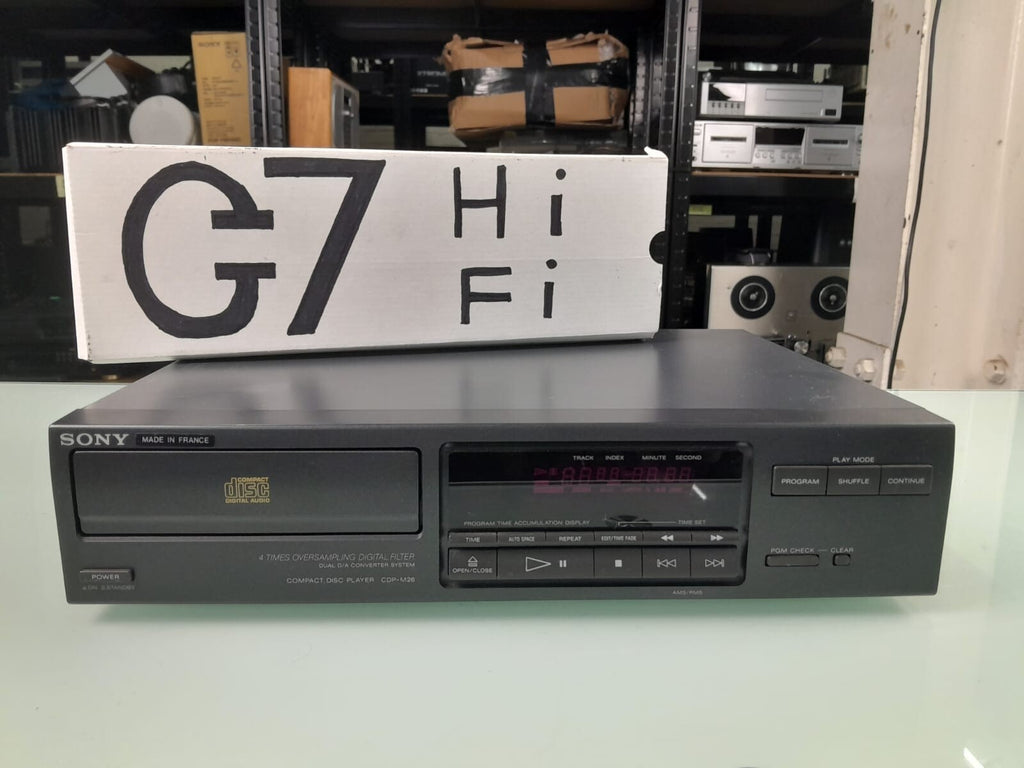 SONY
G7
Hi
Fi
SONY MADE IN FRANCE
COMPACT
disc
DIGITAL AUDIO
TRACK INDEX MINUTE SECOND
PLAY MODE
PROGRAM SHUFFLE CONTINUE
PROGRAM TIME ACCUMULATION DISPLAY TIME SET
TIME AUTO SPACE REPEAT EDIT/TIME FADE
4 TIMES OVERSAMPLING DIGITAL FILTER
DUAL D/A CONVERTER SYSTEM
PGM CHECK CLEAR
OPEN/CLOSE
POWER
COMPACT DISC PLAYER CDP-M26
AMS/RMS